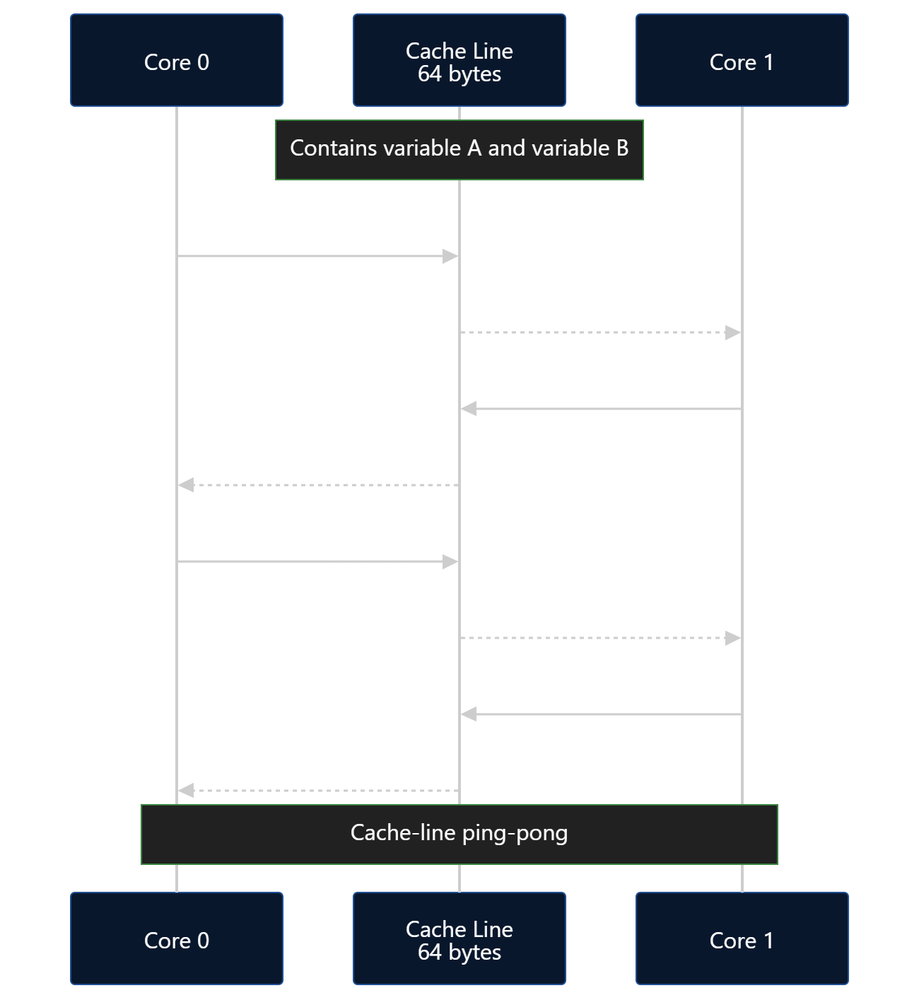 Core 0
Cache Line
64 bytes
Core 1
Contains variable A and variable B
Cache-line ping-pong
Core 0
Cache Line
64 bytes
Core 1